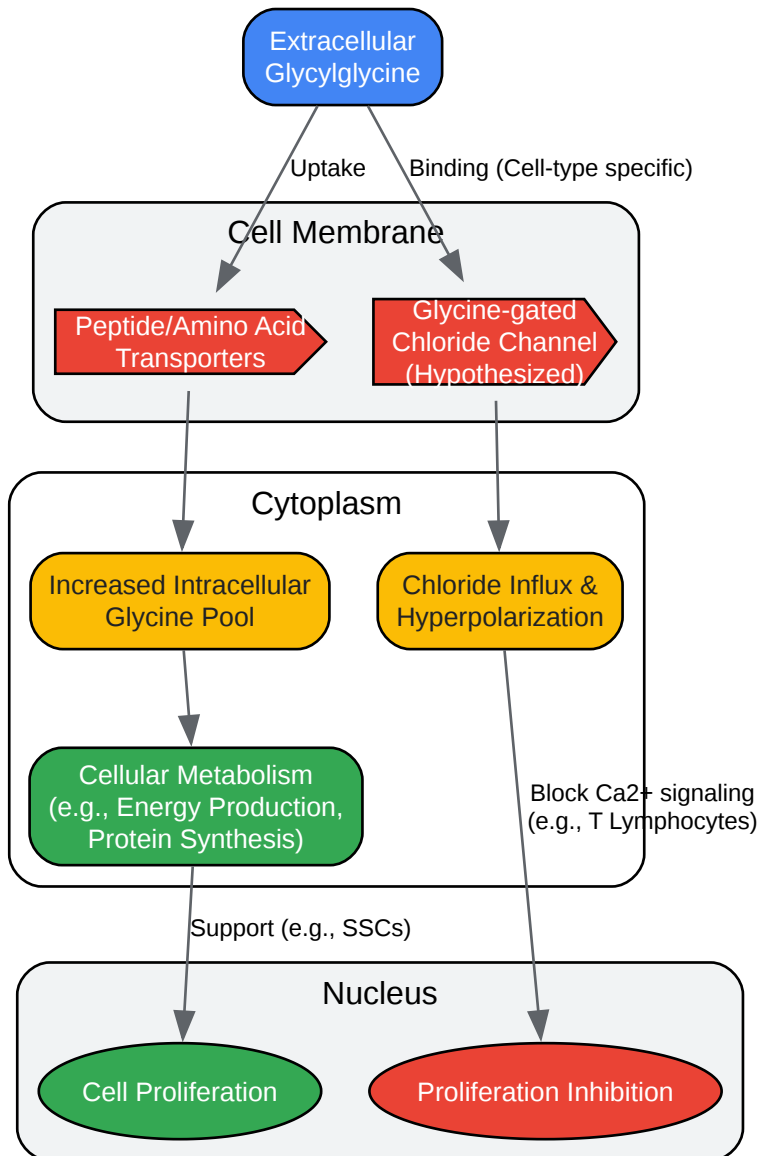 Extracellular
Glycylglycine
Uptake
Binding (Cell-type specific)
Cell Membrane
Peptide/Amino Acid
Transporters
Glycine-gated
Chloride Channel
(Hypothesized)
Cytoplasm
Increased Intracellular
Glycine Pool
Chloride Influx &
Hyperpolarization
Cellular Metabolism
(e.g., Energy Production,
Protein Synthesis)
Block Ca2+ signaling
(e.g., T Lymphocytes)
Support (e.g., SSCs)
Nucleus
Cell Proliferation
Proliferation Inhibition